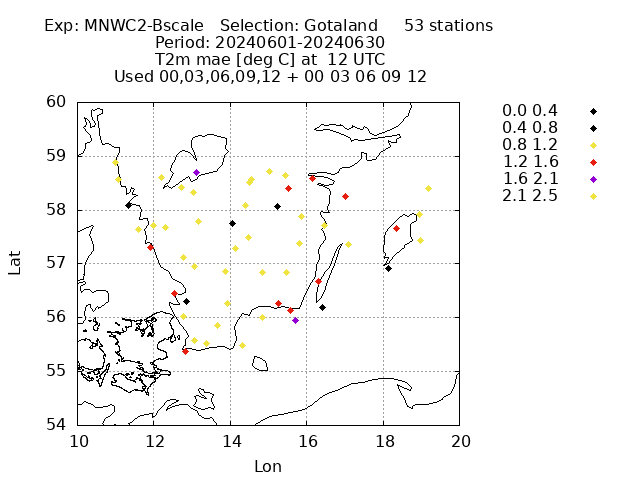 Exp: MNWC2-Bscale   Selection: Gotaland     53 stations
Period: 20240601-20240630
T2m mae [deg C] at  12 UTC
Used 00,03,06,09,12 + 00 03 06 09 12
60
59
58
57
56
55
54
Lat
10 12 14 16 18 20
Lon
0.0 0.4
0.4 0.8
0.8 1.2
1.2 1.6
1.6 2.1
2.1 2.5